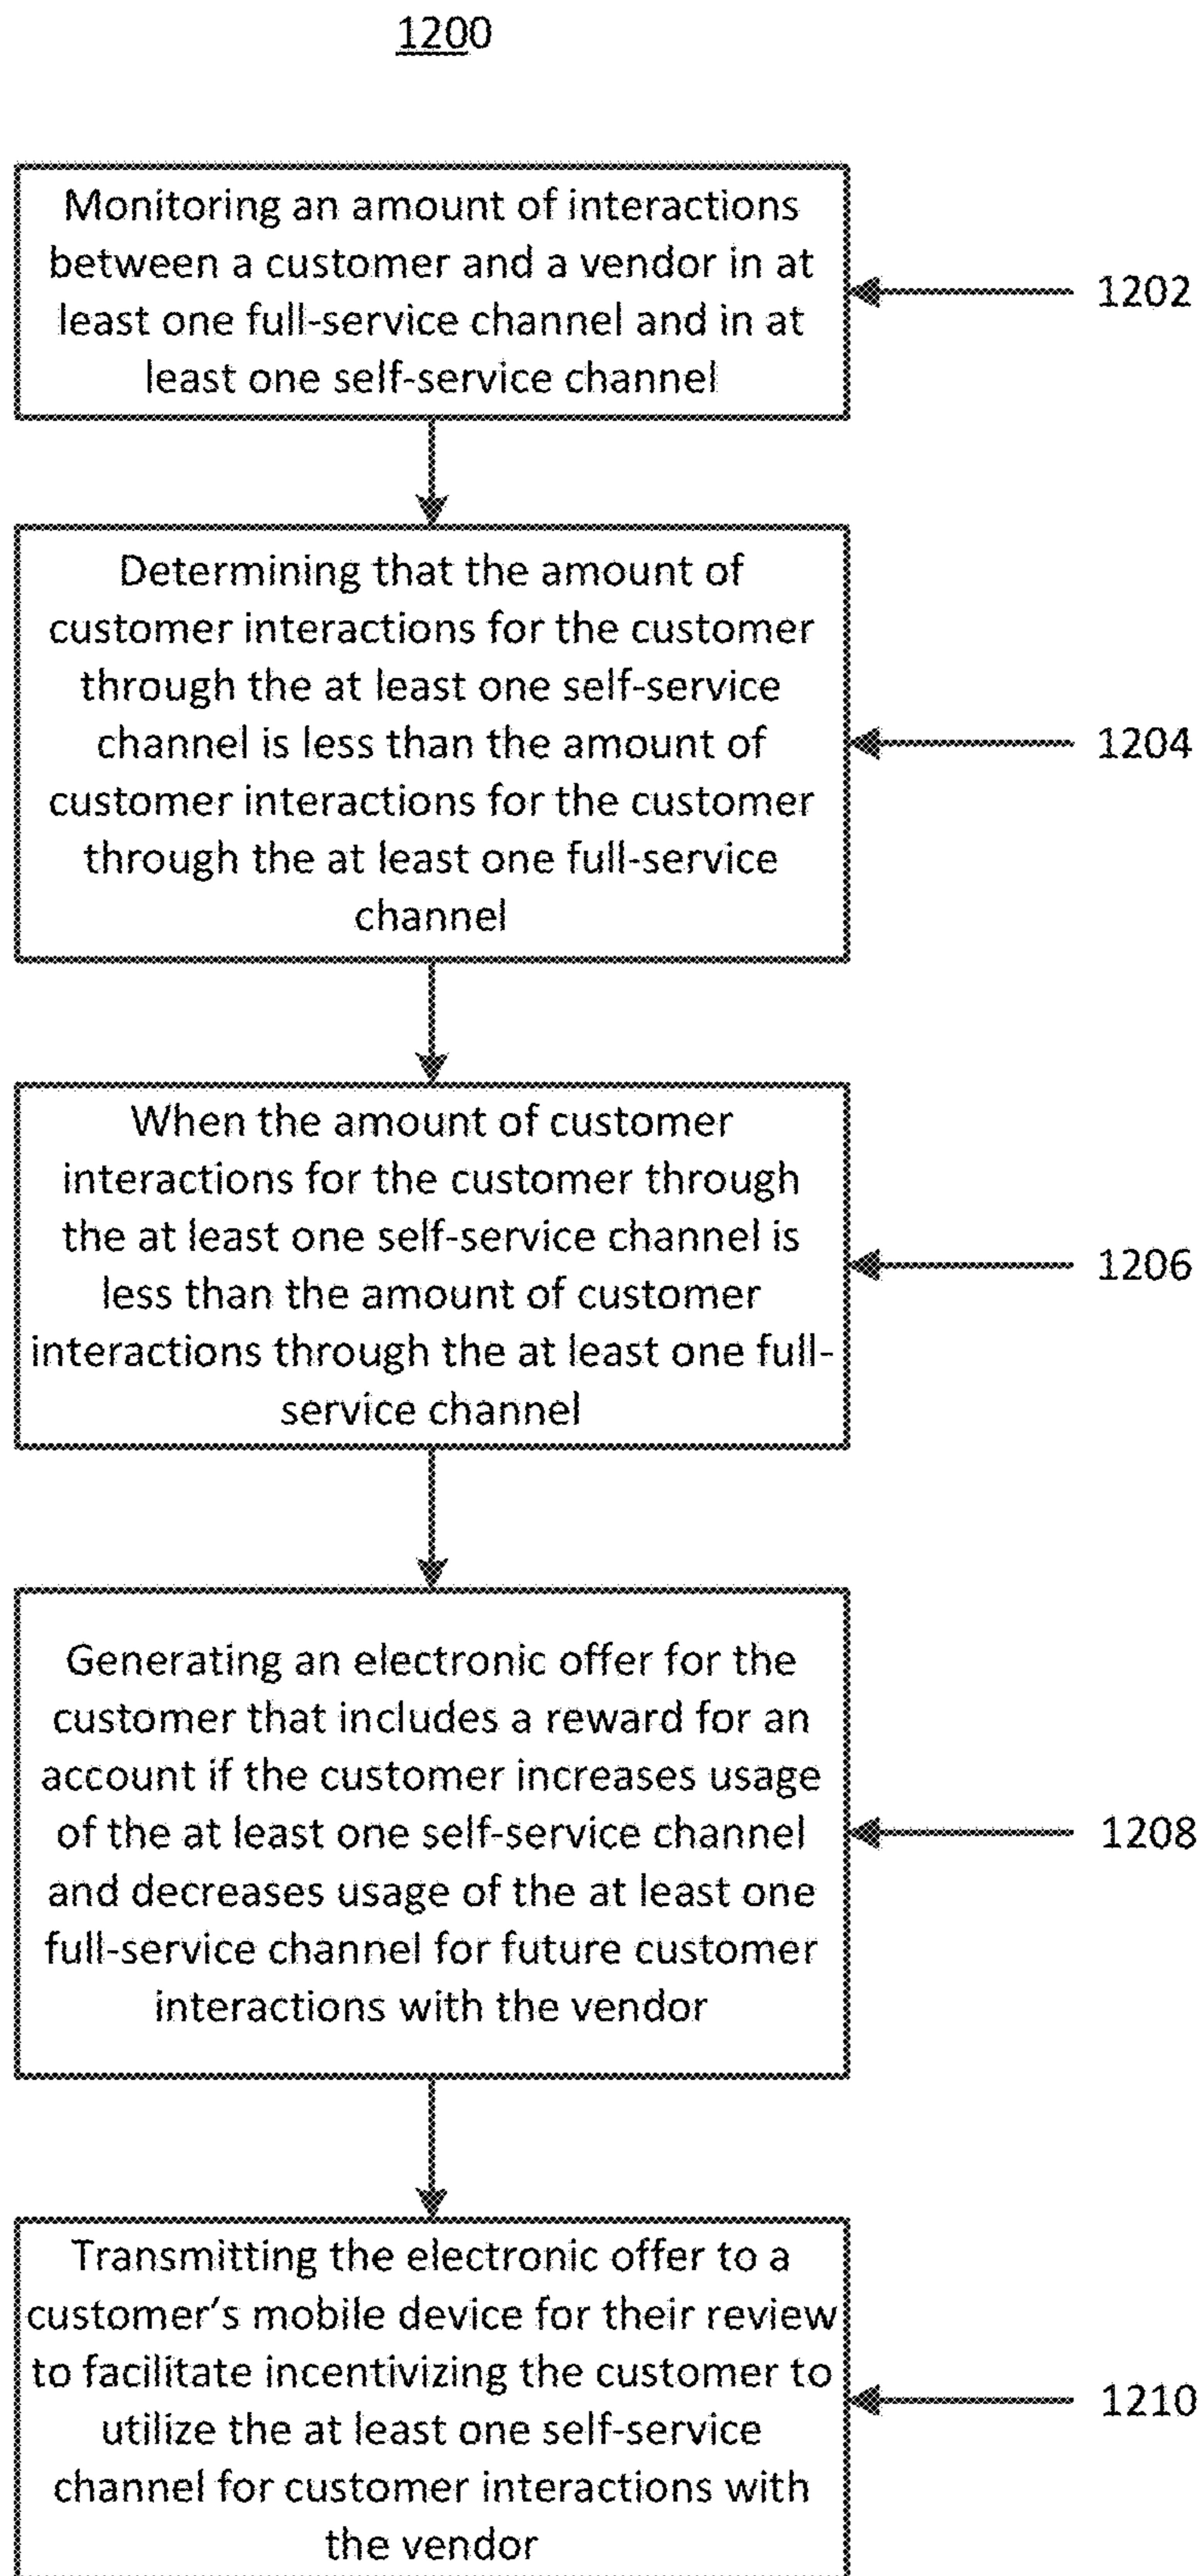 1200
Monitoring an amount of interactions
between a customer and a vendor in at
least one full-service channel and in at
least one self-service channel
1202
Determining that the amount of
customer interactions for the customer
through the at least one self-service
channel is less than the amount of
customer interactions for the customer
through the at least one full-service
channel
1204
When the amount of customer
interactions for the customer through
the at least one self-service channel is
less than the amount of customer
interactions through the at least one full-
service channel
1206
Generating an electronic offer for the
customer that includes a reward for an
account if the customer increases usage
of the at least one self-service channel
and decreases usage of the at least one
full-service channel for future customer
interactions with the vendor
1208
Transmitting the electronic offer to a
customer's mobile device for their review
to facilitate incentivizing the customer to
utilize the at least one self-service
channel for customer interactions with
the vendor
1210